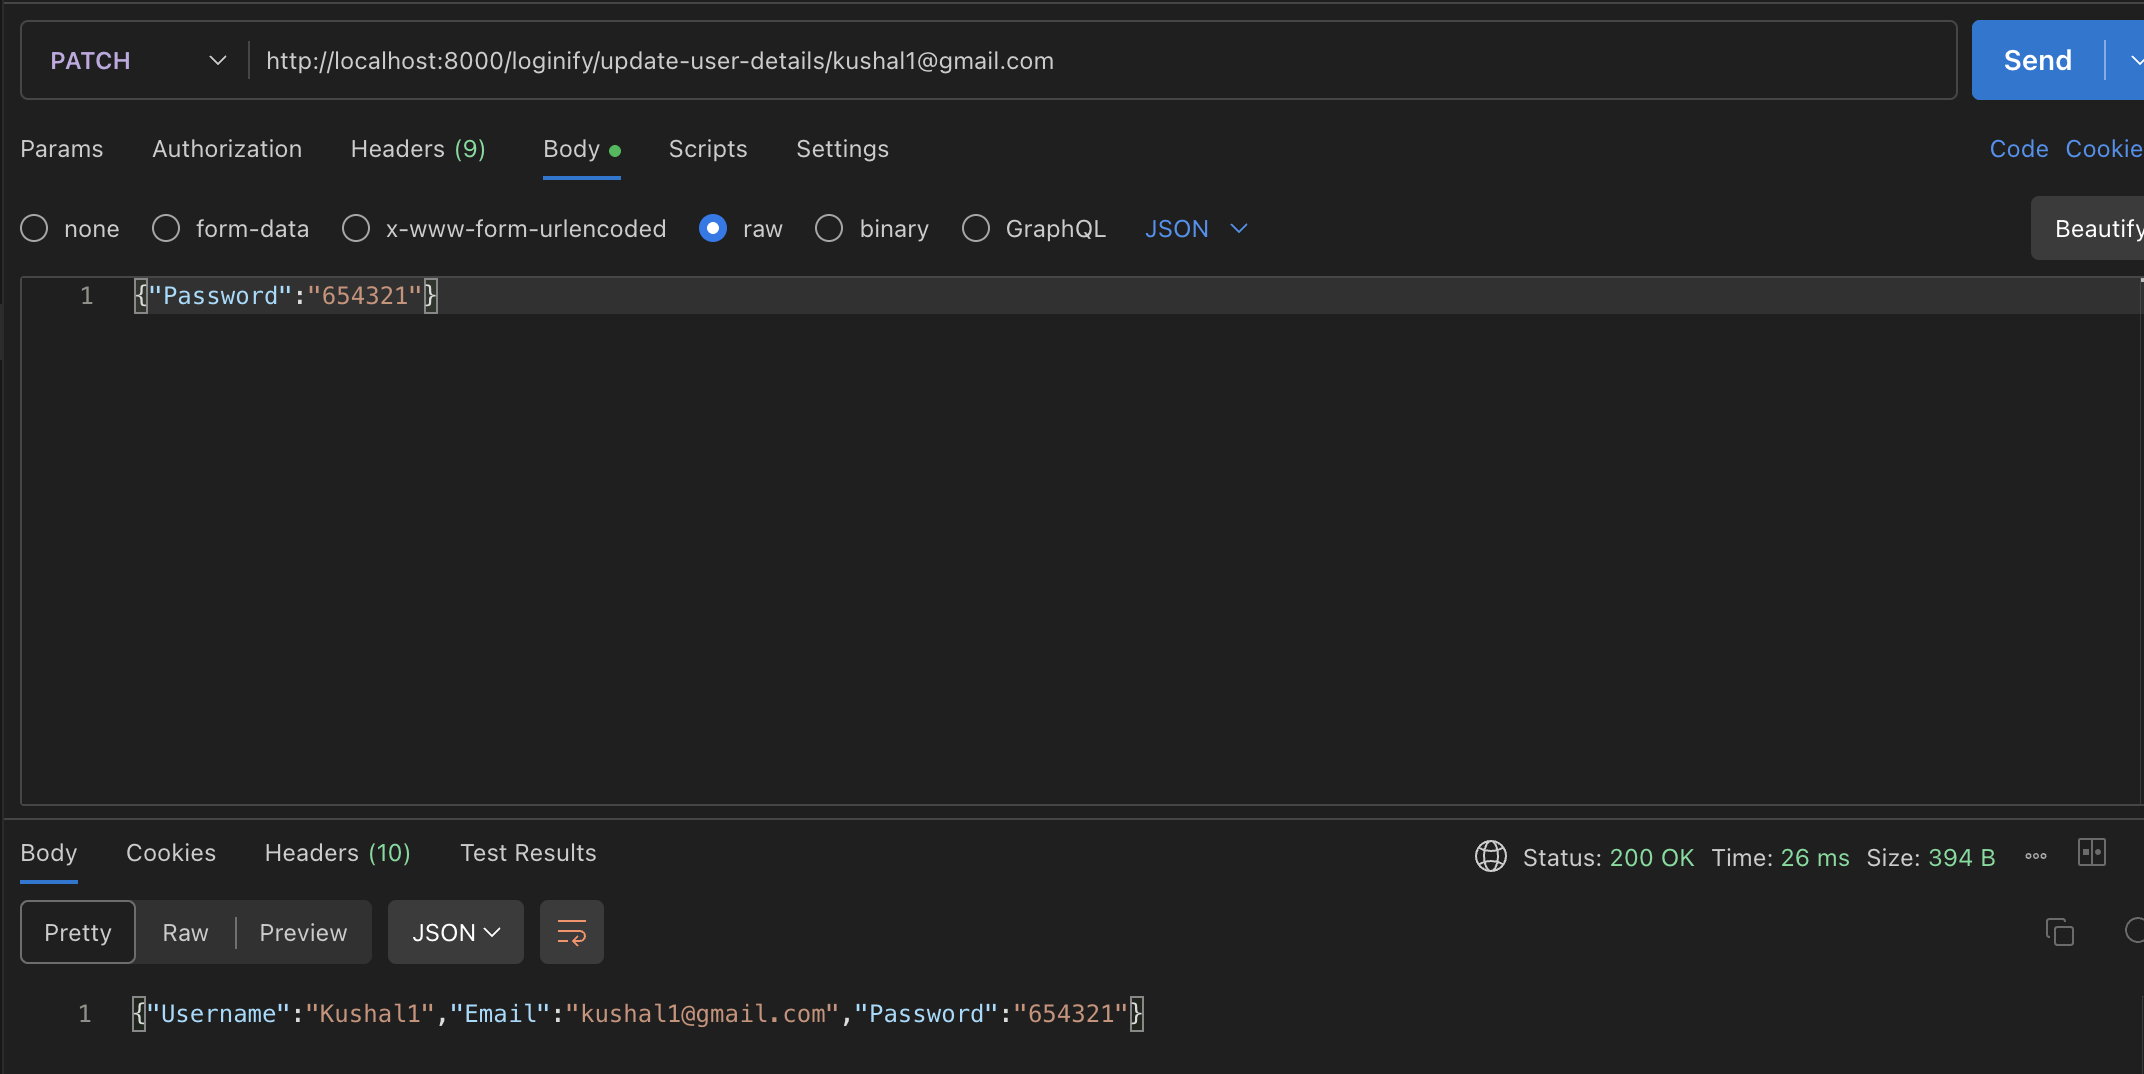 PATCH http://localhost:8000/loginify/update-user-details/kushal1@gmail.com Send
Params Authorization Headers (9) Body Scripts Settings Code Cookie
none form-data x-www-form-urlencoded raw binary GraphQL JSON Beautify
1 {"Password":"654321"}
Body Cookies Headers (10) Test Results Status: 200 OK Time: 26 ms Size: 394 B
Pretty Raw Preview JSON
1 {"Username":"Kushal1","Email":"kushal1@gmail.com","Password":"654321"}